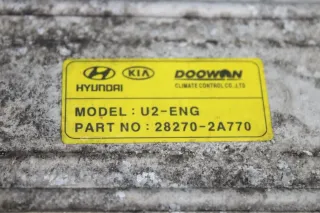 HYUNDAI KIA DOOWON
CLIMATE CONTROL CO.,LTD
MODEL : U2-ENG
PART NO : 28270-2A770